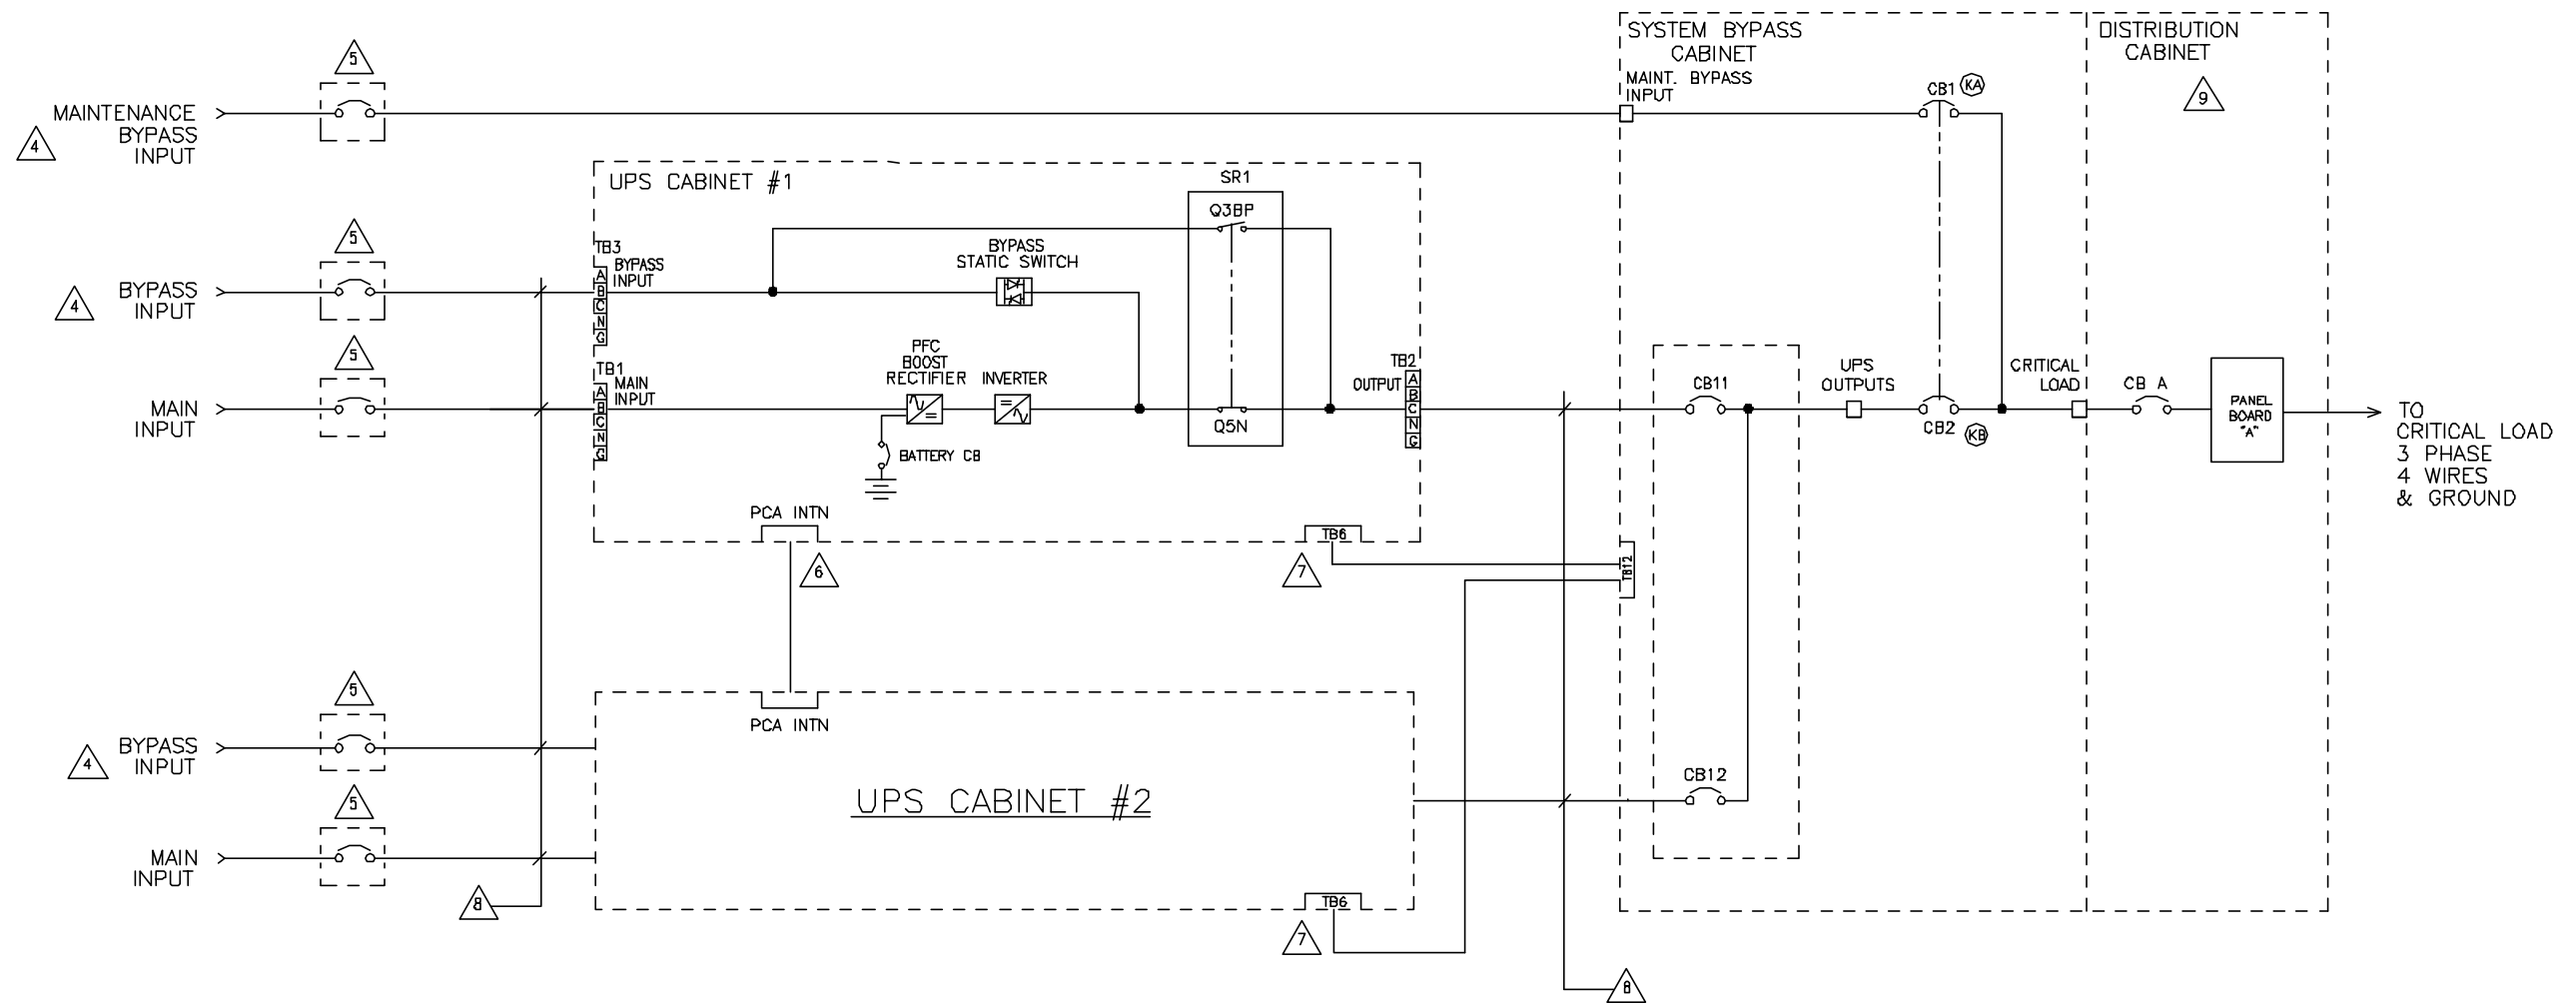 SYSTEM BYPASS
CABINET
DISTRIBUTION
CABINET
5
MAINT. BYPASS
INPUT
9
CB1
KA
MAINTENANCE
BYPASS
INPUT
4
UPS CABINET #1
SR1
Q3BP
5
TB3
BYPASS
INPUT
A
B
C
N
G
BYPASS
STATIC SWITCH
BYPASS
INPUT
4
5
PFC
BOOST
RECTIFIER
INVERTER
TB1
MAIN
INPUT
A
B
C
N
G
TB2
OUTPUT
A
B
C
N
G
MAIN
INPUT
Q5N
BATTERY CB
CB11
UPS
OUTPUTS
CB2
KB
CRITICAL
LOAD
CB A
PANEL
BOARD
"A"
TO
CRITICAL LOAD
3 PHASE
4 WIRES
& GROUND
PCA INTN
6
TB6
7
TB12
5
PCA INTN
BYPASS
INPUT
4
CB12
5
UPS CABINET #2
MAIN
INPUT
8
TB6
7
8